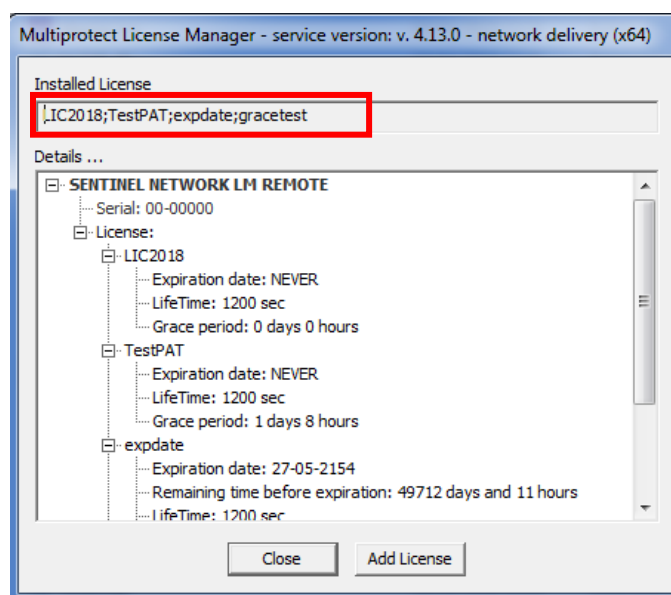 Multiprotect License Manager - service version: v. 4.13.0 - network delivery (x64)
Installed License
LIC2018;TestPAT;expdate;gracetest
Details ...
SENTINEL NETWORK LM REMOTE
Serial: 00-00000
License:
LIC2018
Expiration date: NEVER
LifeTime: 1200 sec
Grace period: 0 days 0 hours
TestPAT
Expiration date: NEVER
LifeTime: 1200 sec
Grace period: 1 days 8 hours
expdate
Expiration date: 27-05-2154
Remaining time before expiration: 49712 days and 11 hours
LifeTime: 1200 sec
Close Add License